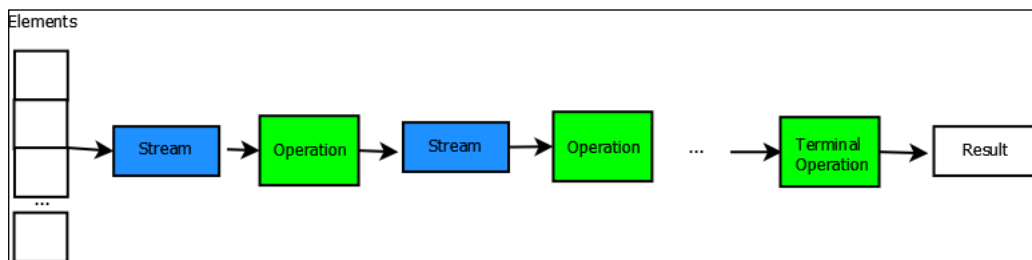 Elements
Stream
Operation
Stream
Operation
...
Terminal
Operation
Result
...